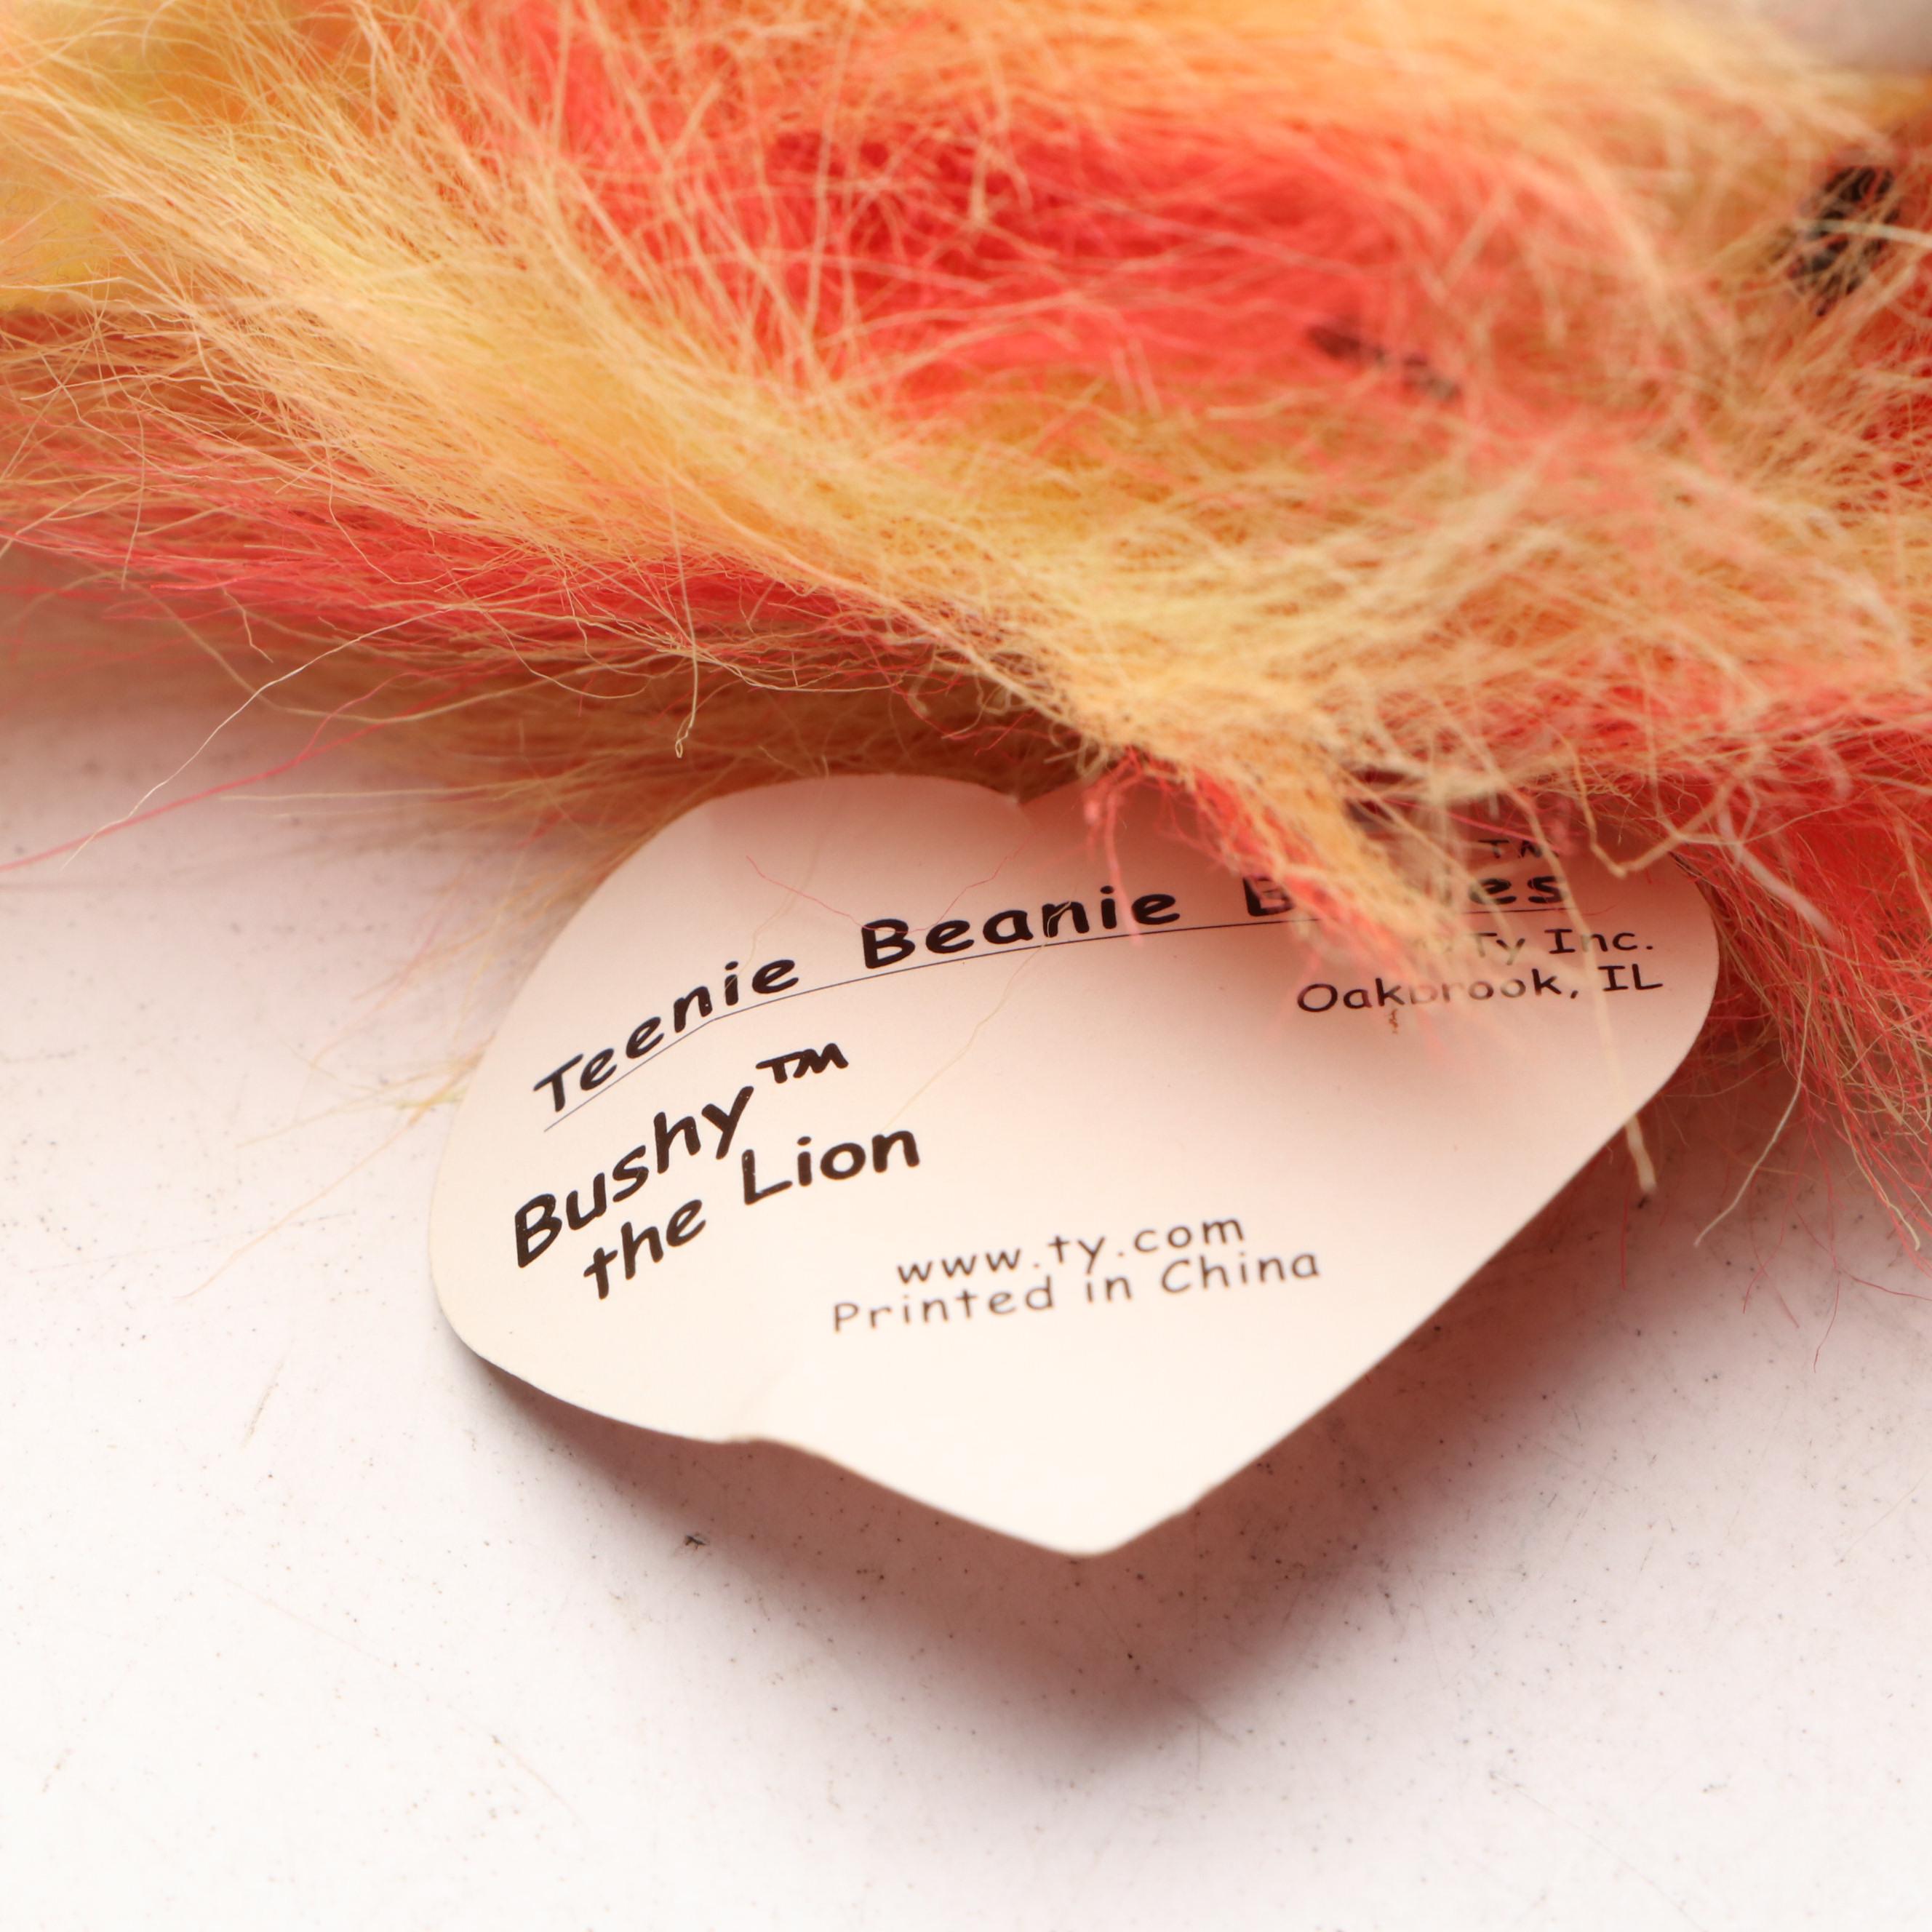 Teenie Beanie
TM
Ty Inc.
Oakbrook, IL
Bushy™
the Lion
www.ty.com
Printed in China